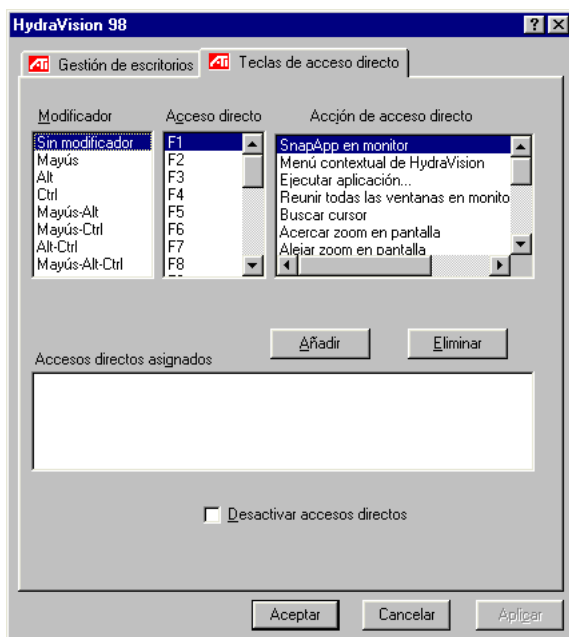 HydraVision 98
ATI Gestión de escritorios
ATI Teclas de acceso directo
Modificador
Sin modificador
Mayús
Alt
Ctrl
Mayús-Alt
Mayús-Ctrl
Alt-Ctrl
Mayús-Alt-Ctrl
Acceso directo
F1
F2
F3
F4
F5
F6
F7
F8
Acción de acceso directo
SnapApp en monitor
Menú contextual de HydraVision
Ejecutar aplicación...
Reunir todas las ventanas en monito
Buscar cursor
Acercar zoom en pantalla
Alejar zoom en pantalla
Añadir
Eliminar
Accesos directos asignados
Desactivar accesos directos
Aceptar
Cancelar
Aplicar